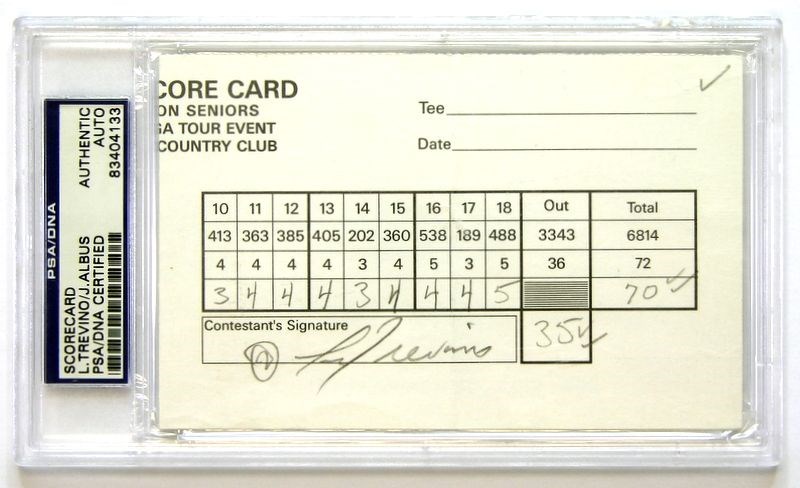 PSA/DNA
SCORECARD
L.TREVINO/J.ALBUS
PSA/DNA CERTIFIED
AUTHENTIC
AUTO
83404133
CORE CARD
ON SENIORS
GA TOUR EVENT
COUNTRY CLUB
Tee
Date
10 11 12 13 14 15 16 17 18 Out Total
413 363 385 405 202 360 538 189 488 3343 6814
4 4 4 4 3 4 5 3 5 36 72
3 4 4 4 3 4 4 4 5 70
Contestant's Signature
35
Lee Trevino